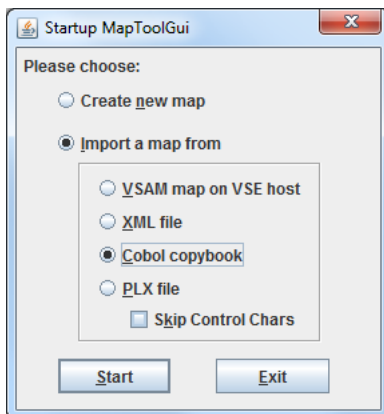 Startup MapToolGui
Please choose:
Create new map
Import a map from
VSAM map on VSE host
XML file
Cobol copybook
PLX file
Skip Control Chars
Start Exit